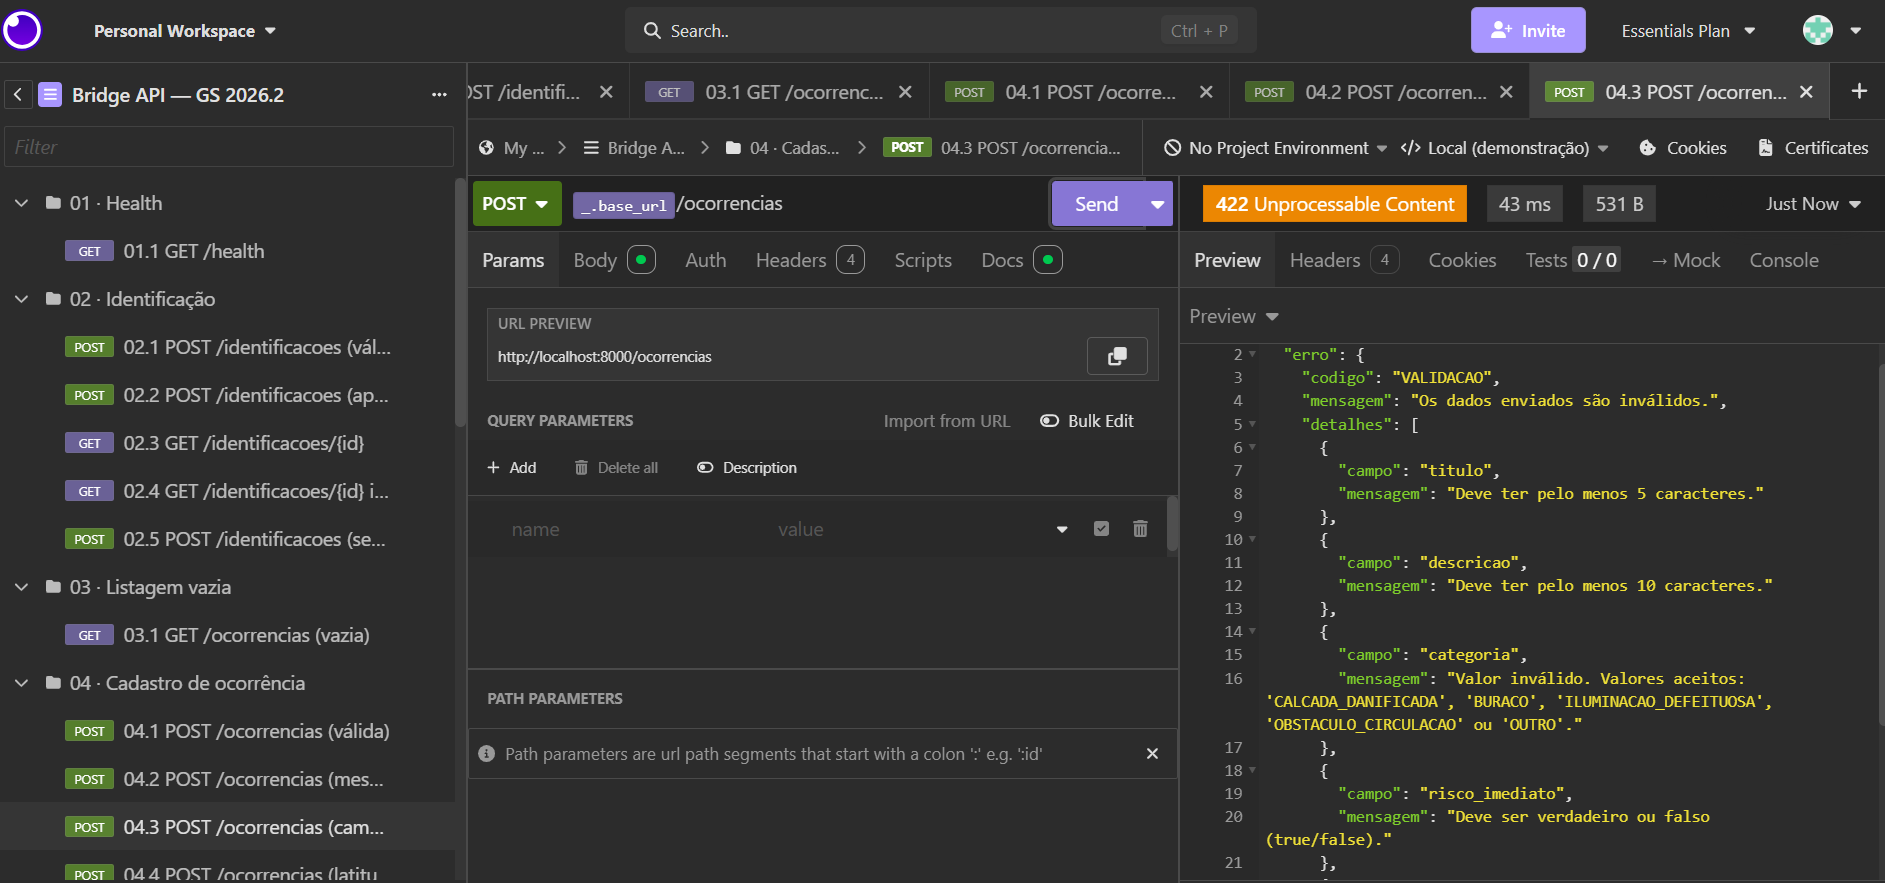 Personal Workspace
Search..
Ctrl + P
Invite
Essentials Plan
Bridge API — GS 2026.2
OST /identifi...
GET 03.1 GET /ocorrenc...
POST 04.1 POST /ocorre...
POST 04.2 POST /ocorren...
POST 04.3 POST /ocorren...
Filter
My ...
Bridge A...
04 · Cadas...
POST 04.3 POST /ocorrencia...
No Project Environment
Local (demonstração)
Cookies
Certificates
01 · Health
GET 01.1 GET /health
02 · Identificação
POST 02.1 POST /identificacoes (vál...
POST 02.2 POST /identificacoes (ap...
GET 02.3 GET /identificacoes/{id}
GET 02.4 GET /identificacoes/{id} i...
POST 02.5 POST /identificacoes (se...
03 · Listagem vazia
GET 03.1 GET /ocorrencias (vazia)
04 · Cadastro de ocorrência
POST 04.1 POST /ocorrencias (válida)
POST 04.2 POST /ocorrencias (mes...
POST 04.3 POST /ocorrencias (cam...
POST 04.4 POST /ocorrencias (latitu
POST
_.base_url /ocorrencias
Send
Params
Body
Auth
Headers 4
Scripts
Docs
URL PREVIEW
http://localhost:8000/ocorrencias
QUERY PARAMETERS
Import from URL
Bulk Edit
Add
Delete all
Description
name
value
PATH PARAMETERS
Path parameters are url path segments that start with a colon ':' e.g. ':id'
422 Unprocessable Content
43 ms
531 B
Just Now
Preview
Headers 4
Cookies
Tests 0 / 0
→ Mock
Console
Preview
2 "erro": {
3 "codigo": "VALIDACAO",
4 "mensagem": "Os dados enviados são inválidos.",
5 "detalhes": [
6 {
7 "campo": "titulo",
8 "mensagem": "Deve ter pelo menos 5 caracteres."
9 },
10 {
11 "campo": "descricao",
12 "mensagem": "Deve ter pelo menos 10 caracteres."
13 },
14 {
15 "campo": "categoria",
16 "mensagem": "Valor inválido. Valores aceitos:
'CALCADA_DANIFICADA', 'BURACO', 'ILUMINACAO_DEFEITUOSA',
'OBSTACULO_CIRCULACAO' ou 'OUTRO'."
17 },
18 {
19 "campo": "risco_imediato",
20 "mensagem": "Deve ser verdadeiro ou falso
(true/false)."
21 },